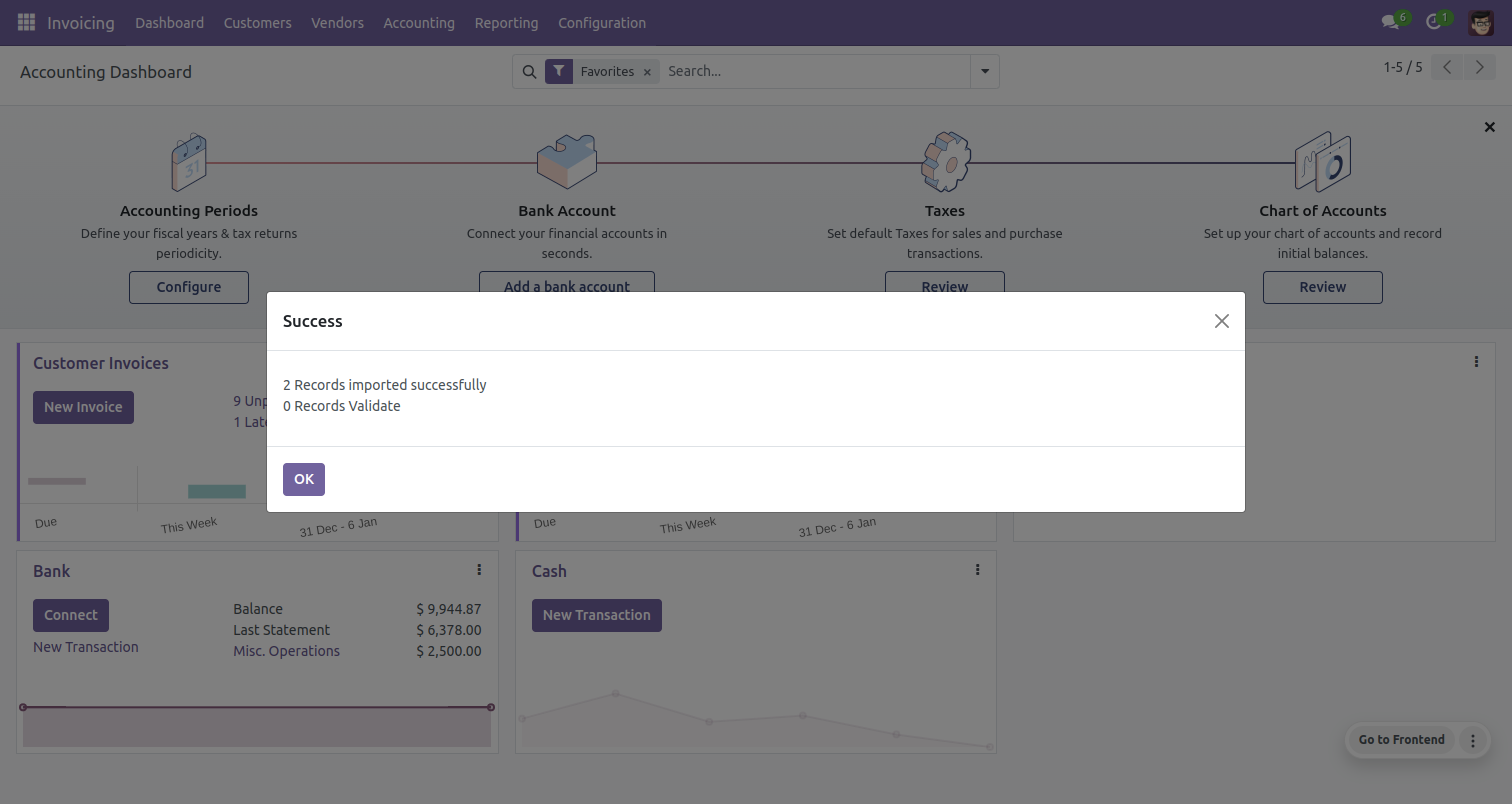 Invoicing Dashboard Customers Vendors Accounting Reporting Configuration 6 1
Accounting Dashboard Favorites × Search... 1-5 / 5
31
Accounting Periods Bank Account Taxes Chart of Accounts
Define your fiscal years & tax returns Connect your financial accounts in Set default Taxes for sales and purchase Set up your chart of accounts and record
periodicity. seconds. transactions. initial balances.
Configure Add a bank account Review Review
Success
2 Records imported successfully
0 Records Validate
OK
Customer Invoices
New Invoice 9
1
Due This Week 31 Dec - 6 Jan Due This Week 31 Dec - 6 Jan
Bank Cash
Connect Balance $ 9,944.87 New Transaction
Last Statement $ 6,378.00
New Transaction Misc. Operations $ 2,500.00
Go to Frontend